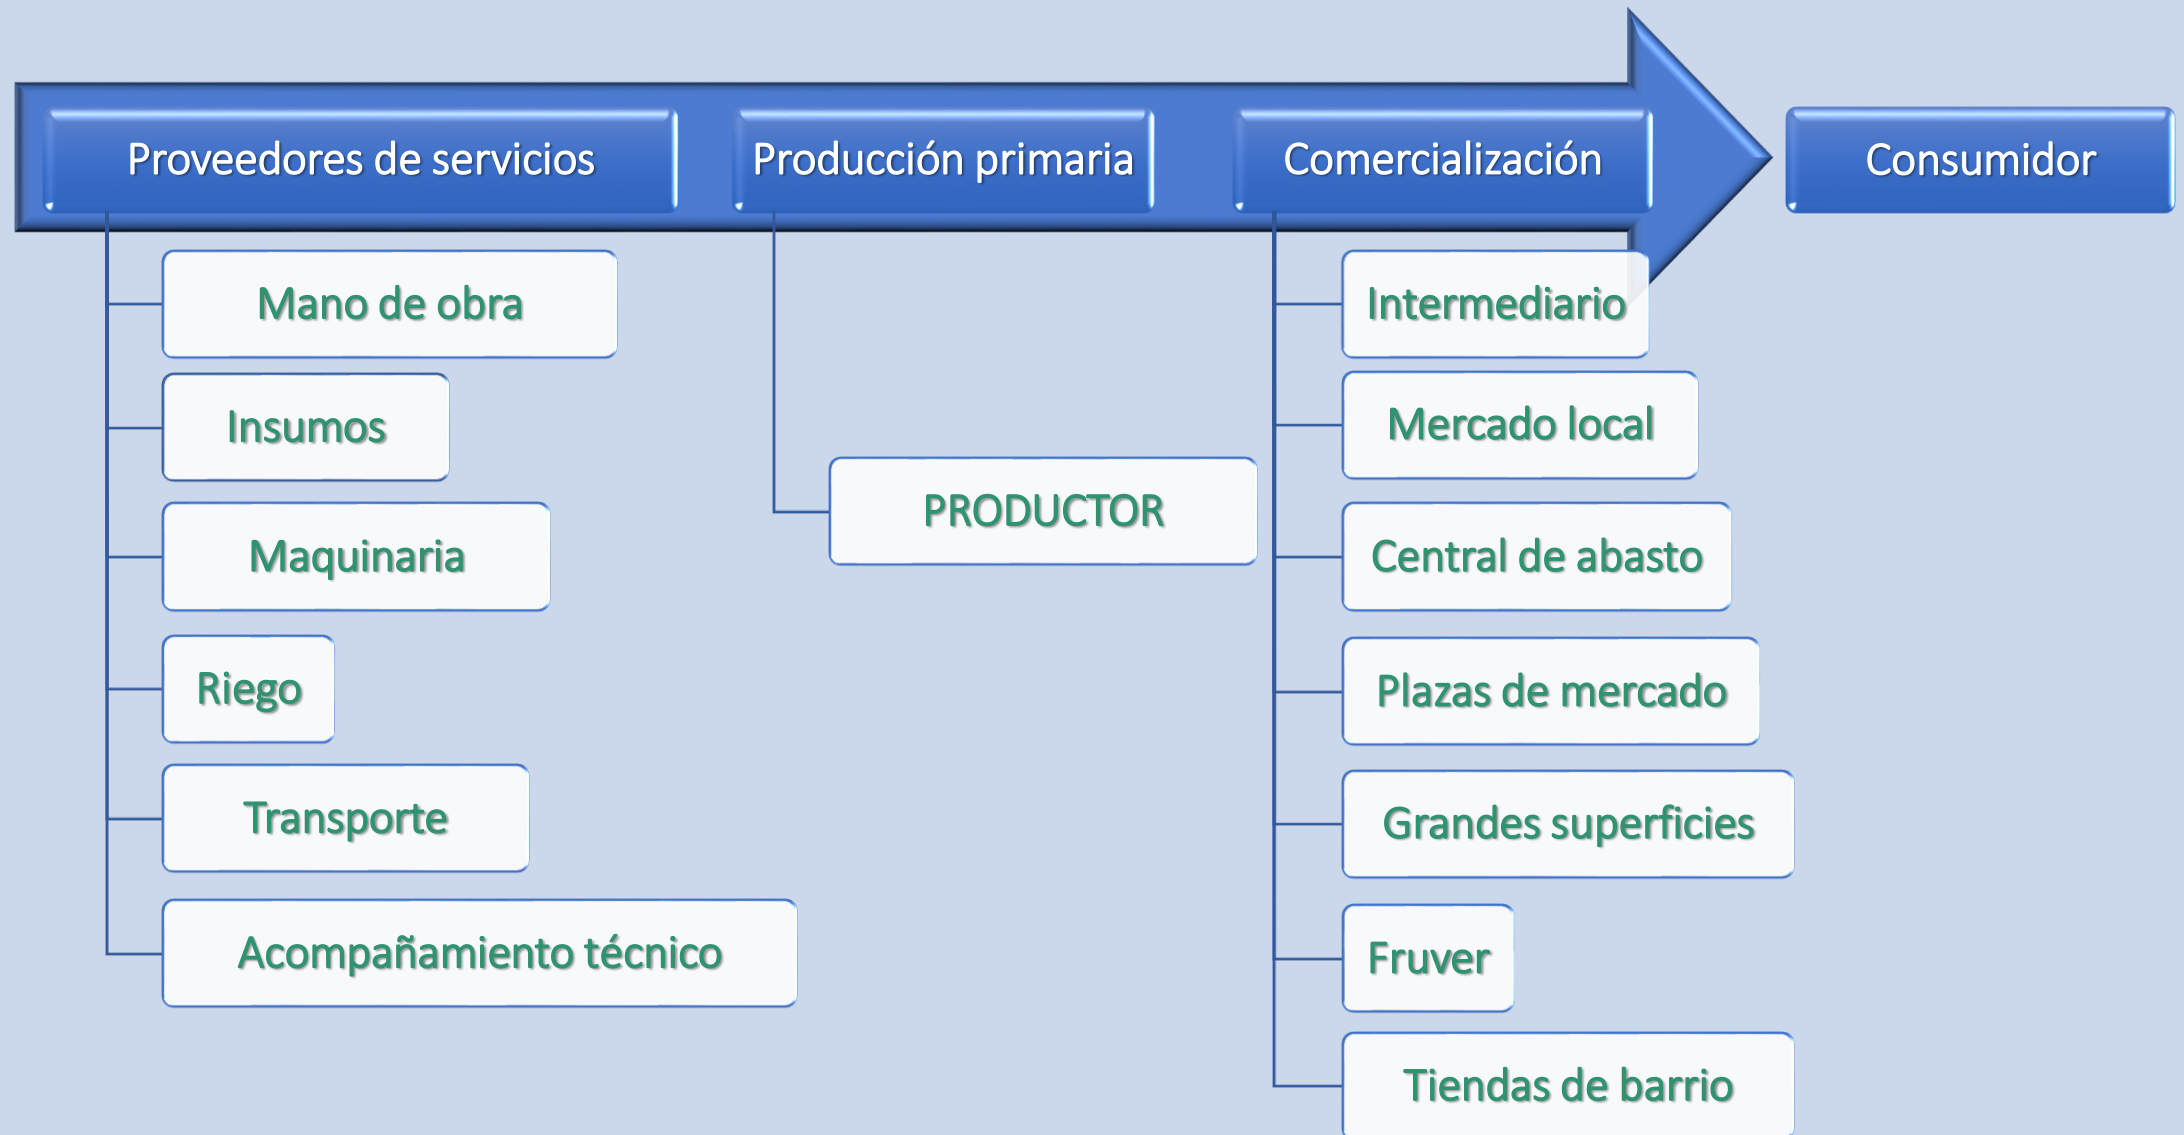 Proveedores de servicios
Producción primaria
Comercialización
Consumidor
Mano de obra
Insumos
Maquinaria
Riego
Transporte
Acompañamiento técnico
PRODUCTOR
Intermediario
Mercado local
Central de abasto
Plazas de mercado
Grandes superficies
Fruver
Tiendas de barrio